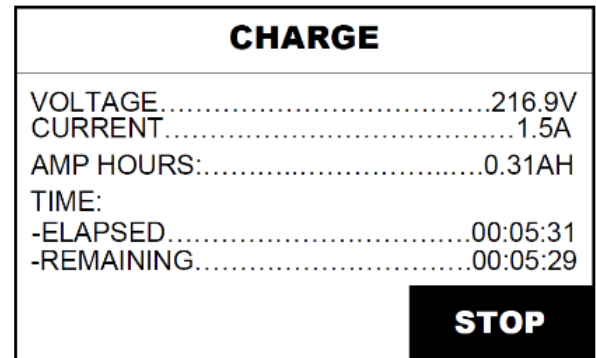 CHARGE
VOLTAGE......................................216.9V
CURRENT.......................................1.5A
AMP HOURS:................................0.31AH
TIME:
-ELAPSED..................................00:05:31
-REMAINING...............................00:05:29
STOP